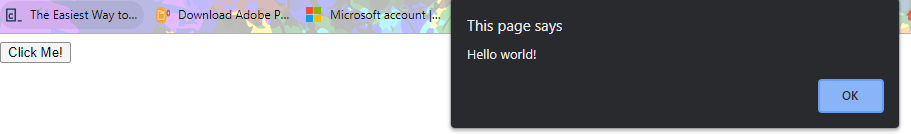 The Easiest Way to...
Download Adobe P...
Microsoft account |...
Click Me!
This page says
Hello world!
OK